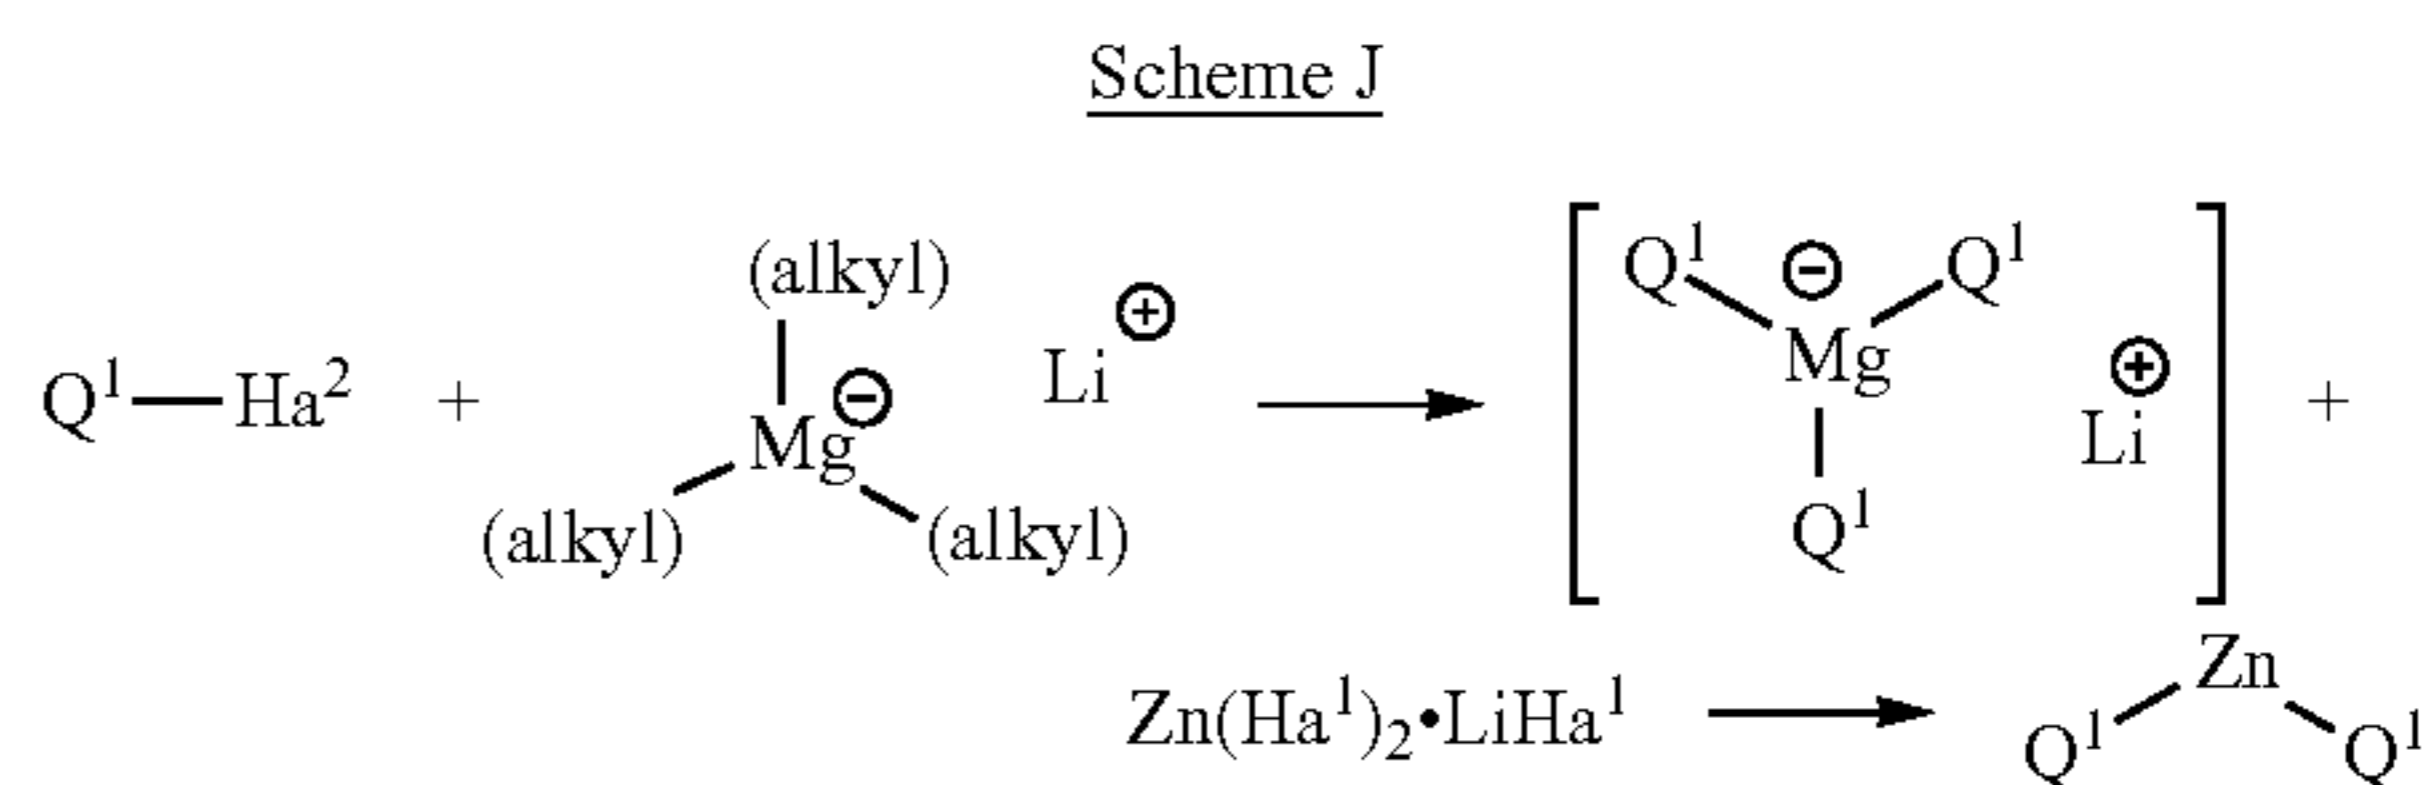 Scheme J
(alkyl)
Q¹ Mg⊖ Q¹
Q¹—Ha² + Mg⊖ Li⊕ Li⊕ +
(alkyl) (alkyl) Q¹
Zn(Ha¹)₂•LiHa¹ Zn
Q¹ Q¹